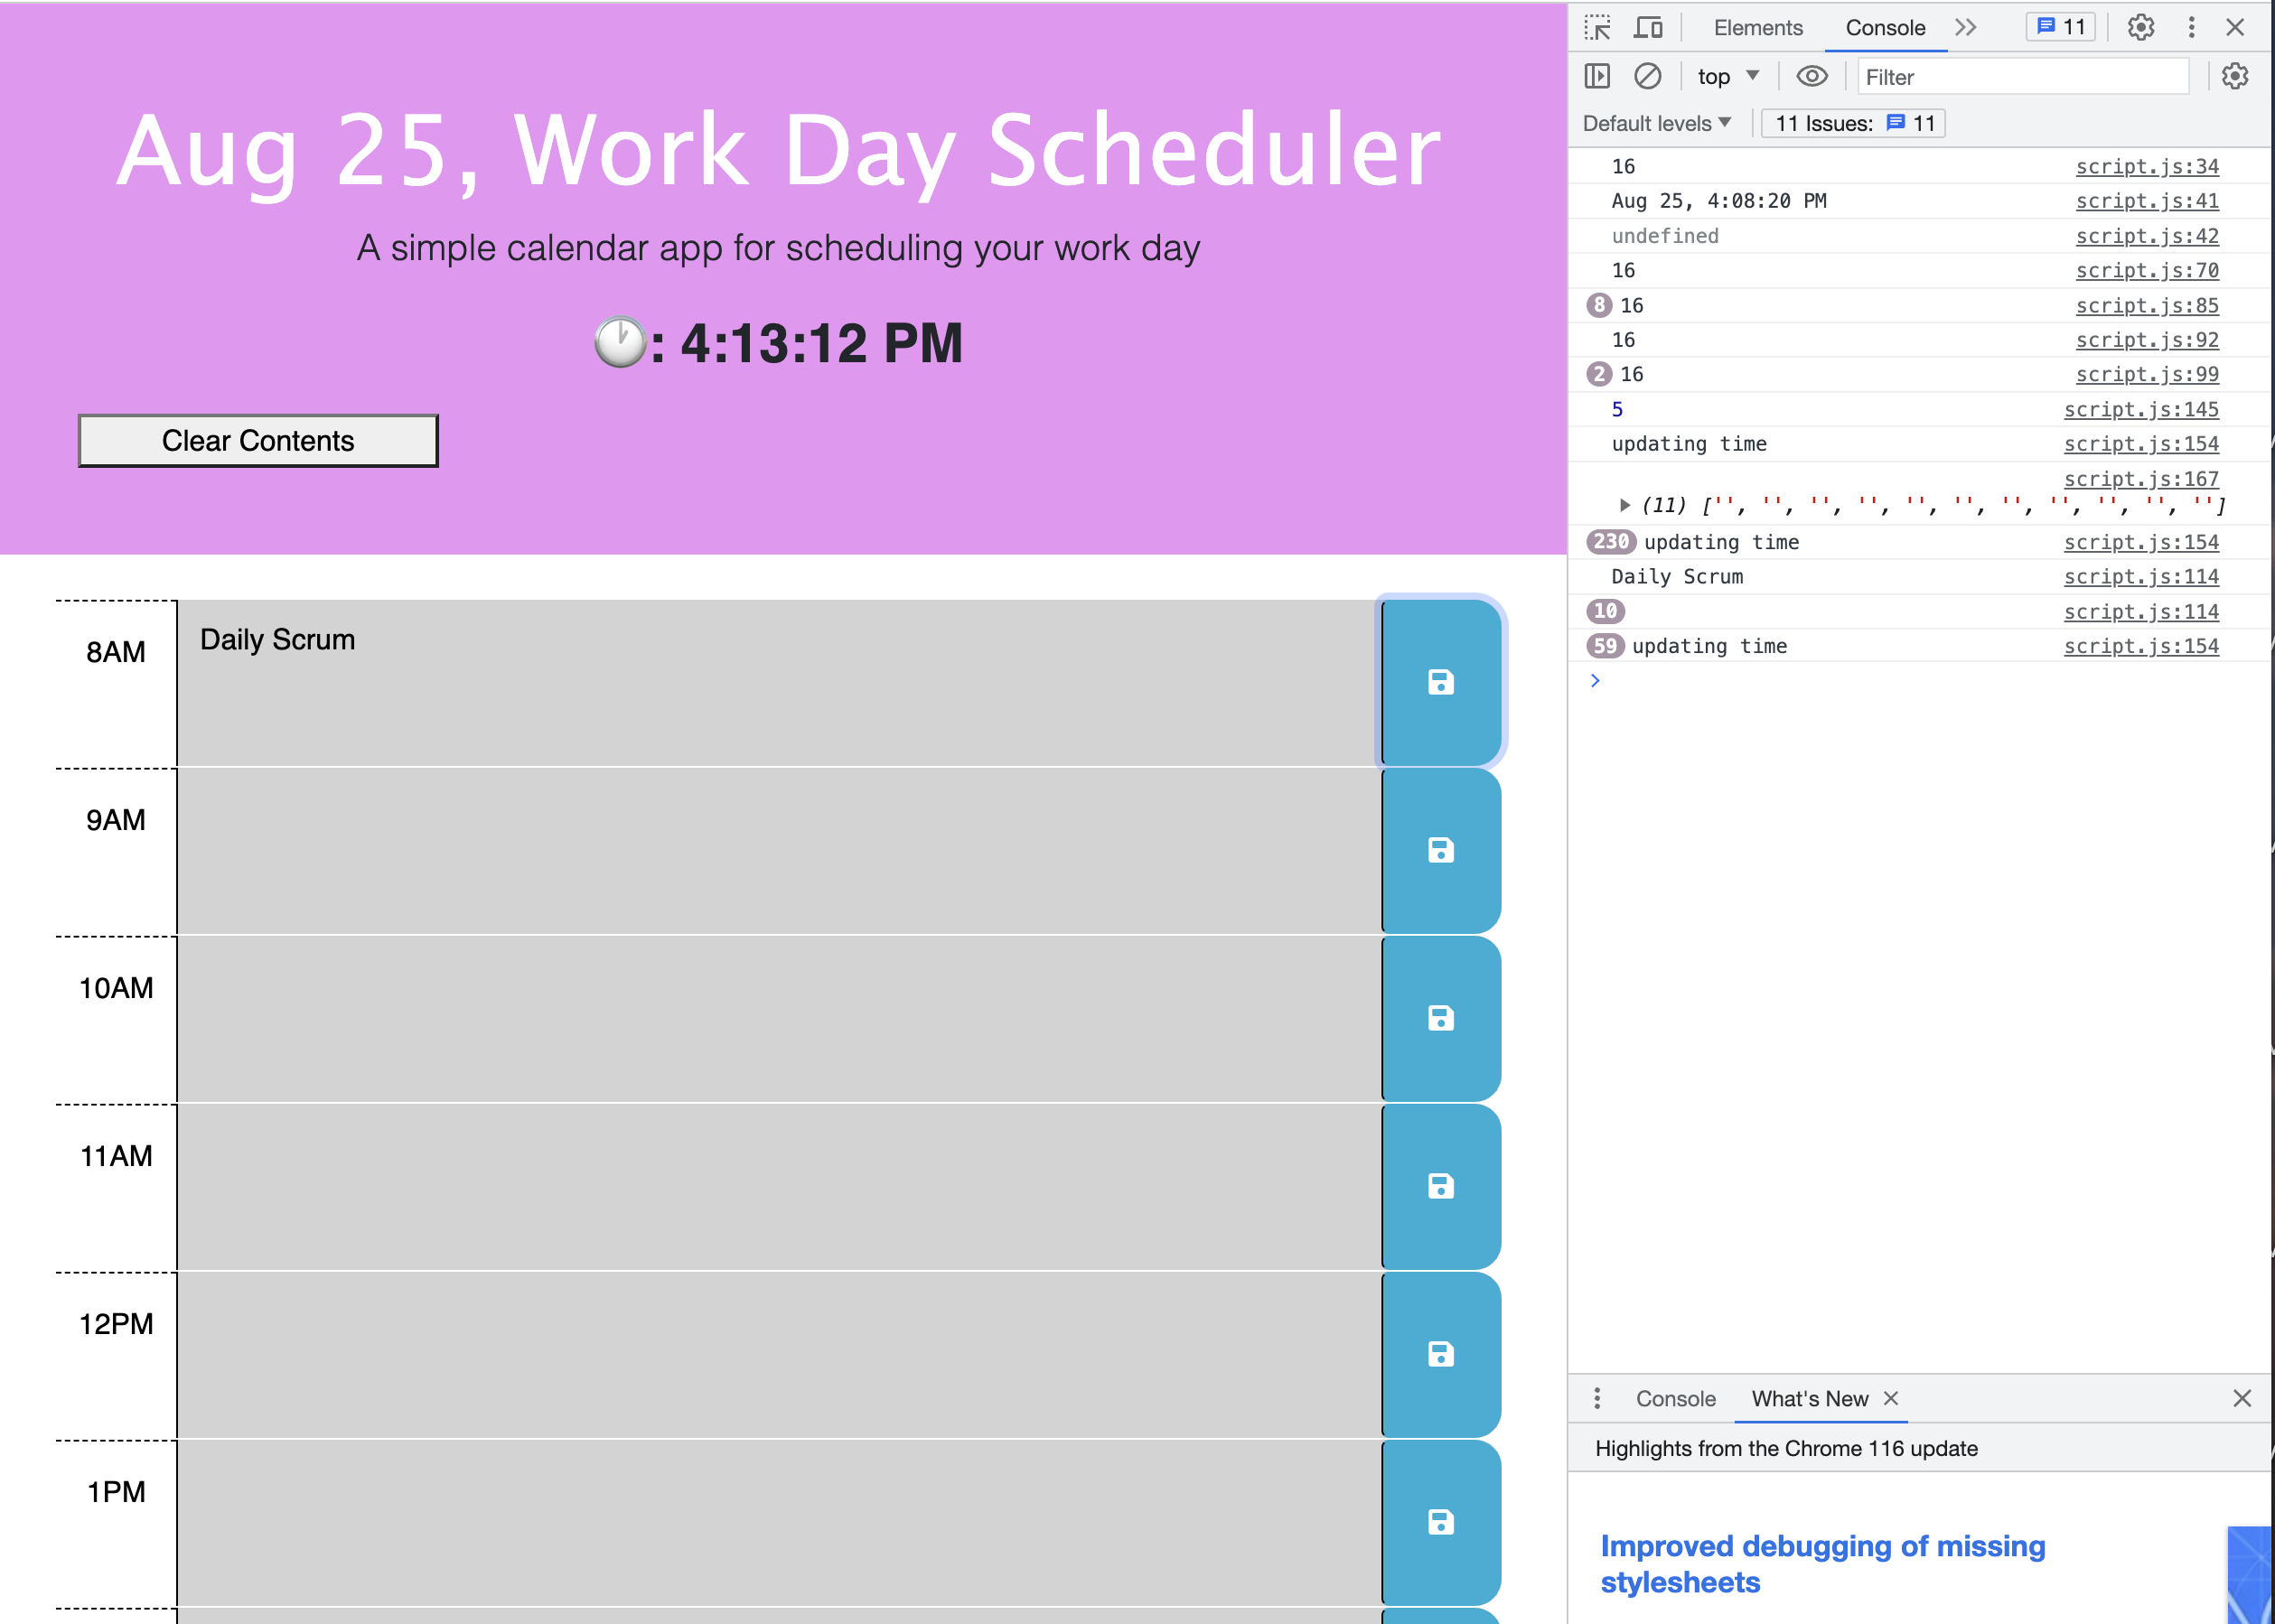 Aug 25, Work Day Scheduler
A simple calendar app for scheduling your work day
🕐: 4:13:12 PM
Clear Contents
8AM
Daily Scrum
9AM
10AM
11AM
12PM
1PM
Elements Console 11
top Filter
Default levels 11 Issues: 11
16 script.js:34
Aug 25, 4:08:20 PM script.js:41
undefined script.js:42
16 script.js:70
8 16 script.js:85
16 script.js:92
2 16 script.js:99
5 script.js:145
updating time script.js:154
script.js:167
(11) ['', '', '', '', '', '', '', '', '', '', '']
230 updating time script.js:154
Daily Scrum script.js:114
10 script.js:114
59 updating time script.js:154
Console What's New
Highlights from the Chrome 116 update
Improved debugging of missing
stylesheets